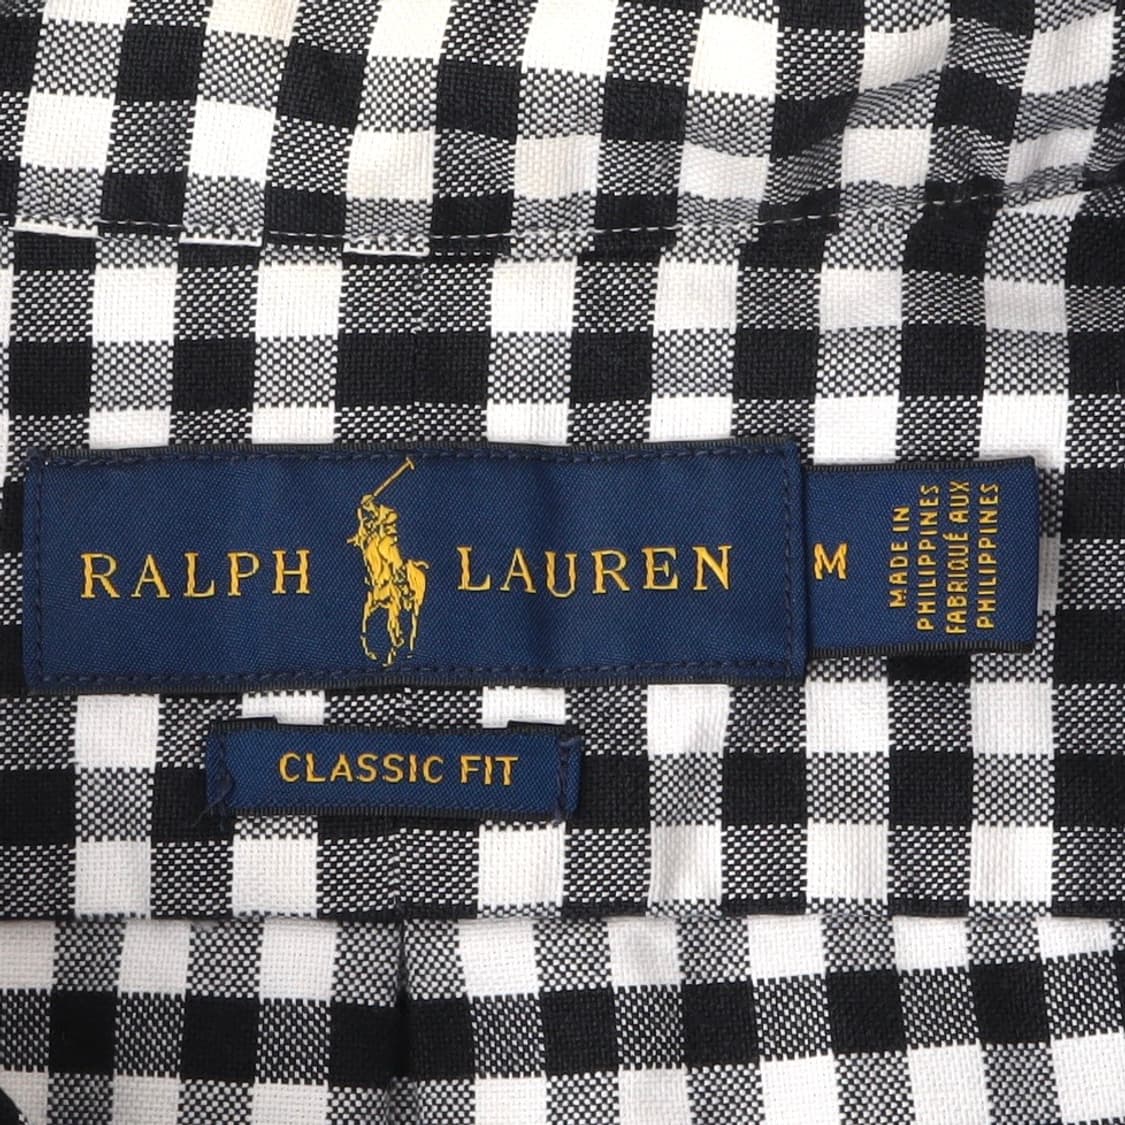 RALPH LAUREN
M
MADE IN
PHILIPPINES
FABRIQUÉ AUX
PHILIPPINES
CLASSIC FIT